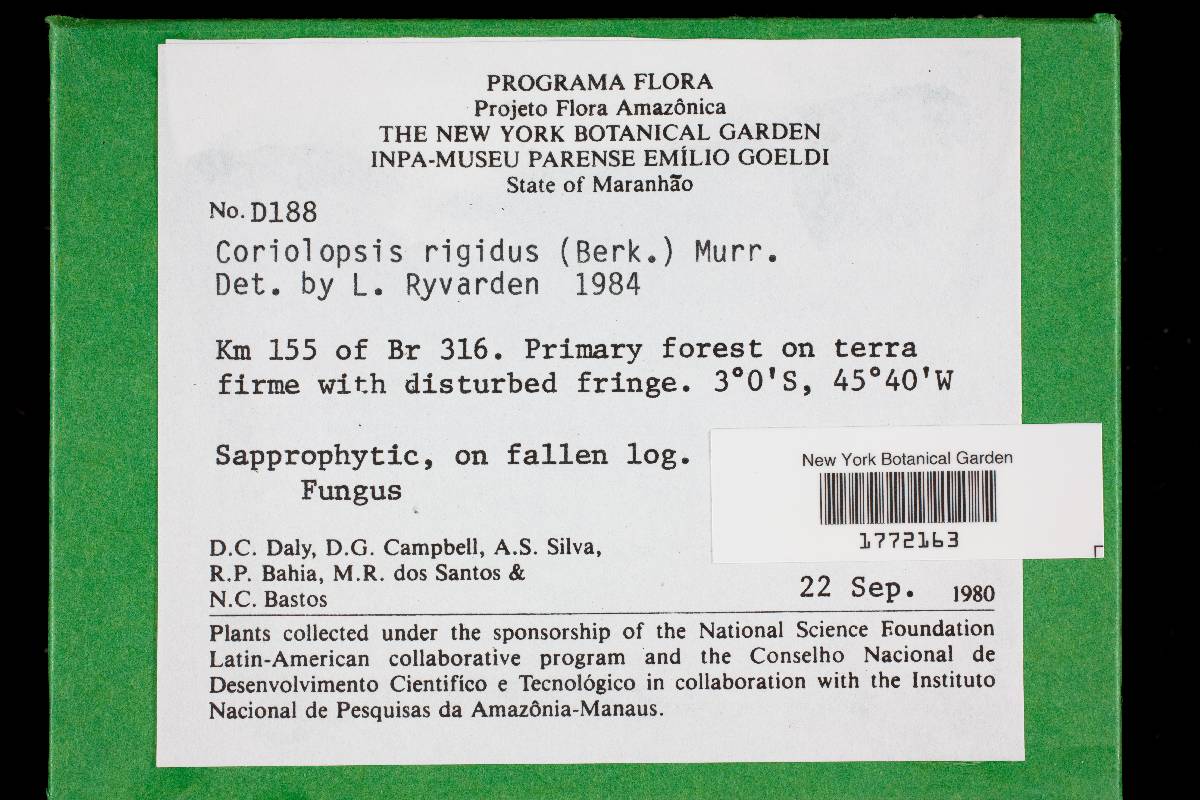 PROGRAMA FLORA
Projeto Flora Amazônica
THE NEW YORK BOTANICAL GARDEN
INPA-MUSEU PARENSE EMÍLIO GOELDI
State of Maranhão
No. D188
Coriolopsis rigidus (Berk.) Murr.
Det. by L. Ryvarden 1984
Km 155 of Br 316. Primary forest on terra
firme with disturbed fringe. 3°0'S, 45°40'W
Sapprophytic, on fallen log.
Fungus
New York Botanical Garden
1772163
D.C. Daly, D.G. Campbell, A.S. Silva,
R.P. Bahia, M.R. dos Santos &
N.C. Bastos
22 Sep. 1980
Plants collected under the sponsorship of the National Science Foundation
Latin-American collaborative program and the Conselho Nacional de
Desenvolvimento Cientifico e Tecnológico in collaboration with the Instituto
Nacional de Pesquisas da Amazônia-Manaus.